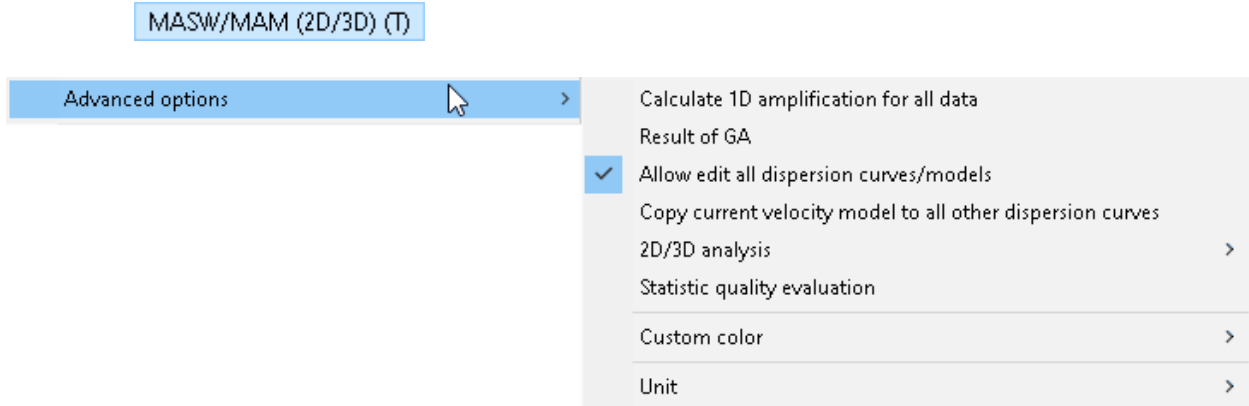 MASW/MAM (2D/3D) (T)
Advanced options
Calculate 1D amplification for all data
Result of GA
Allow edit all dispersion curves/models
Copy current velocity model to all other dispersion curves
2D/3D analysis
Statistic quality evaluation
Custom color
Unit